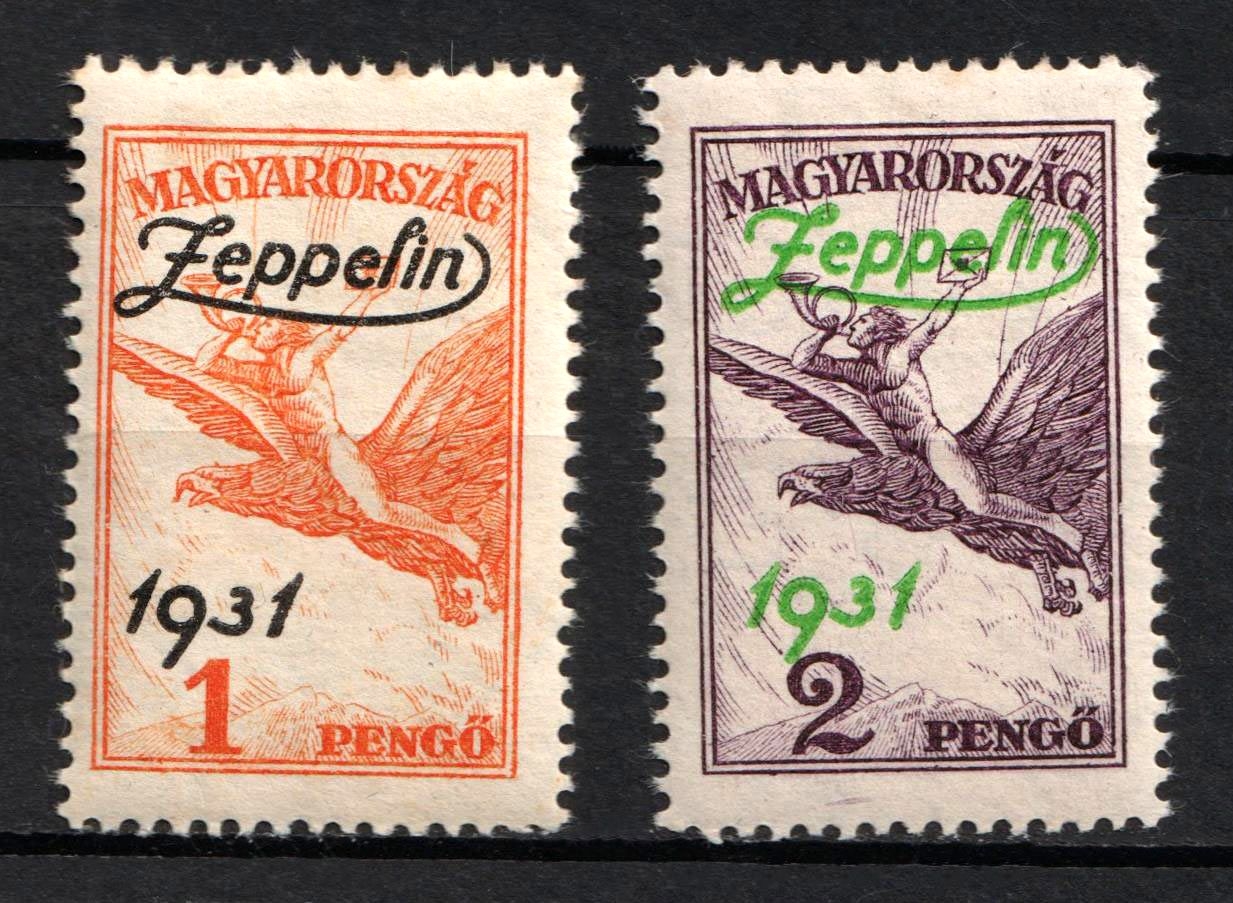 MAGYARORSZÁG
Zeppelin
1931
1 PENGŐ
MAGYARORSZÁG
Zeppelin
1931
2 PENGŐ